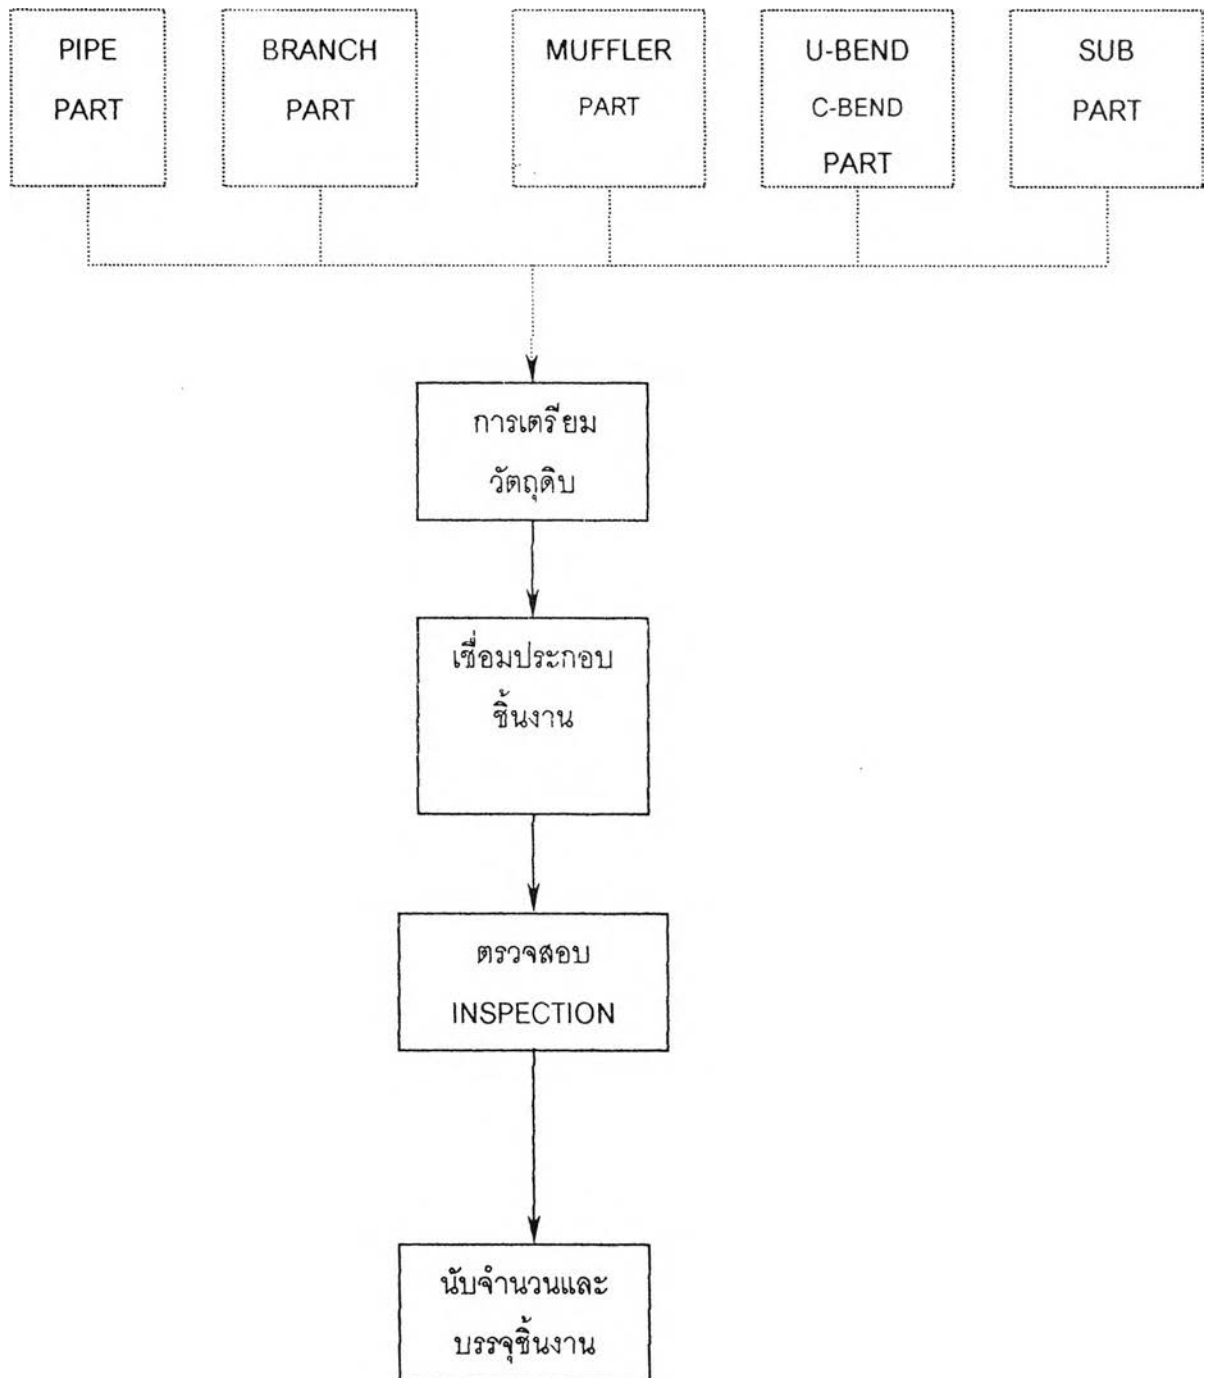 PIPE
PART
BRANCH
PART
MUFFLER
PART
U-BEND
C-BEND
PART
SUB
PART
การเตรียม
วัตถุดิบ
เชื่อมประกอบ
ชิ้นงาน
ตรวจสอบ
INSPECTION
นับจำนวนและ
บรรจุชิ้นงาน